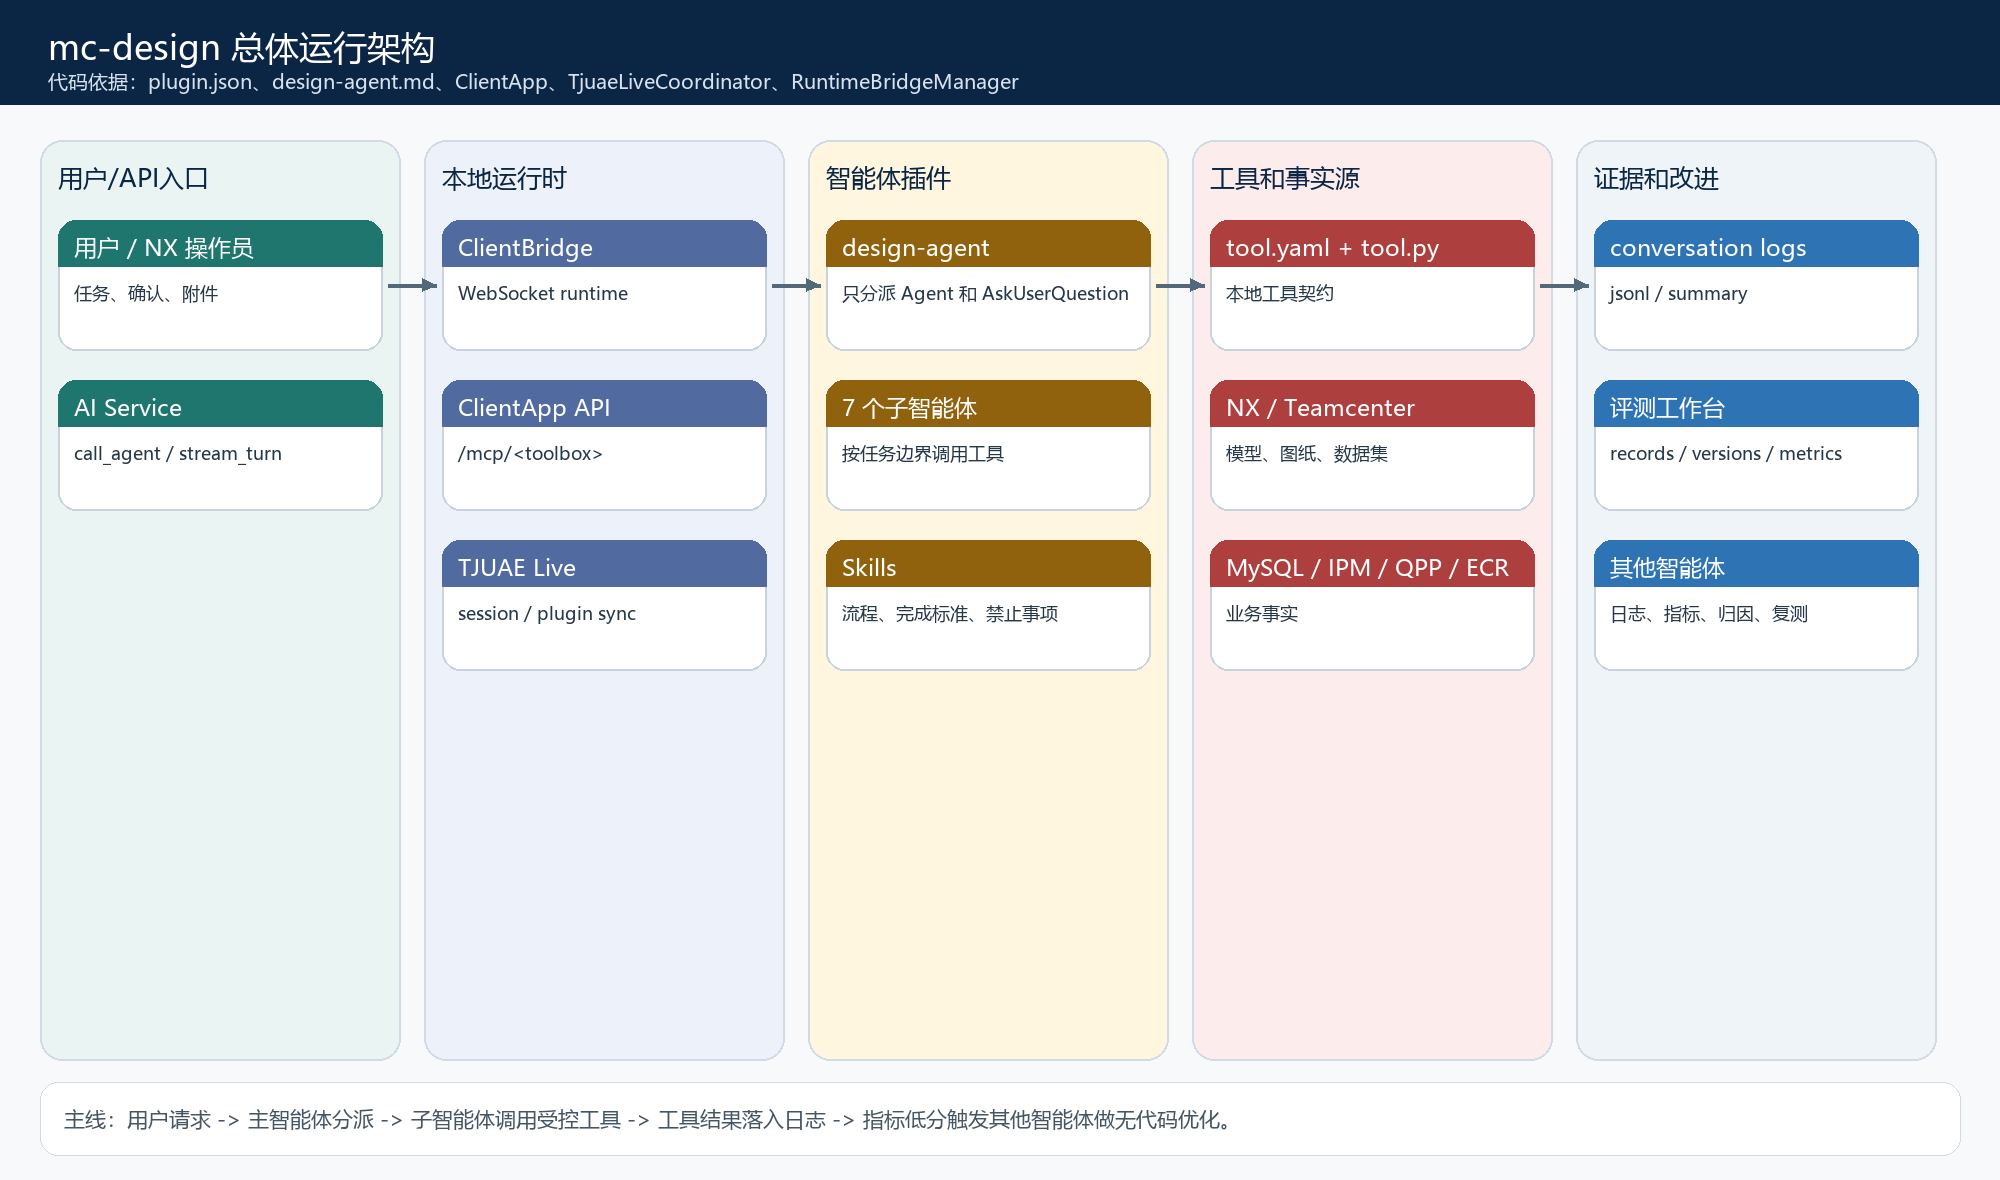 mc-design 总体运行架构
代码依据：plugin.json、design-agent.md、ClientApp、TjuaeLiveCoordinator、RuntimeBridgeManager
用户/API入口
用户 / NX 操作员
任务、确认、附件
AI Service
call_agent / stream_turn
本地运行时
ClientBridge
WebSocket runtime
ClientApp API
/mcp/<toolbox>
TJUAE Live
session / plugin sync
智能体插件
design-agent
只分派 Agent 和 AskUserQuestion
7 个子智能体
按任务边界调用工具
Skills
流程、完成标准、禁止事项
工具和事实源
tool.yaml + tool.py
本地工具契约
NX / Teamcenter
模型、图纸、数据集
MySQL / IPM / QPP / ECR
业务事实
证据和改进
conversation logs
jsonl / summary
评测工作台
records / versions / metrics
其他智能体
日志、指标、归因、复测
主线：用户请求 -> 主智能体分派 -> 子智能体调用受控工具 -> 工具结果落入日志 -> 指标低分触发其他智能体做无代码优化。